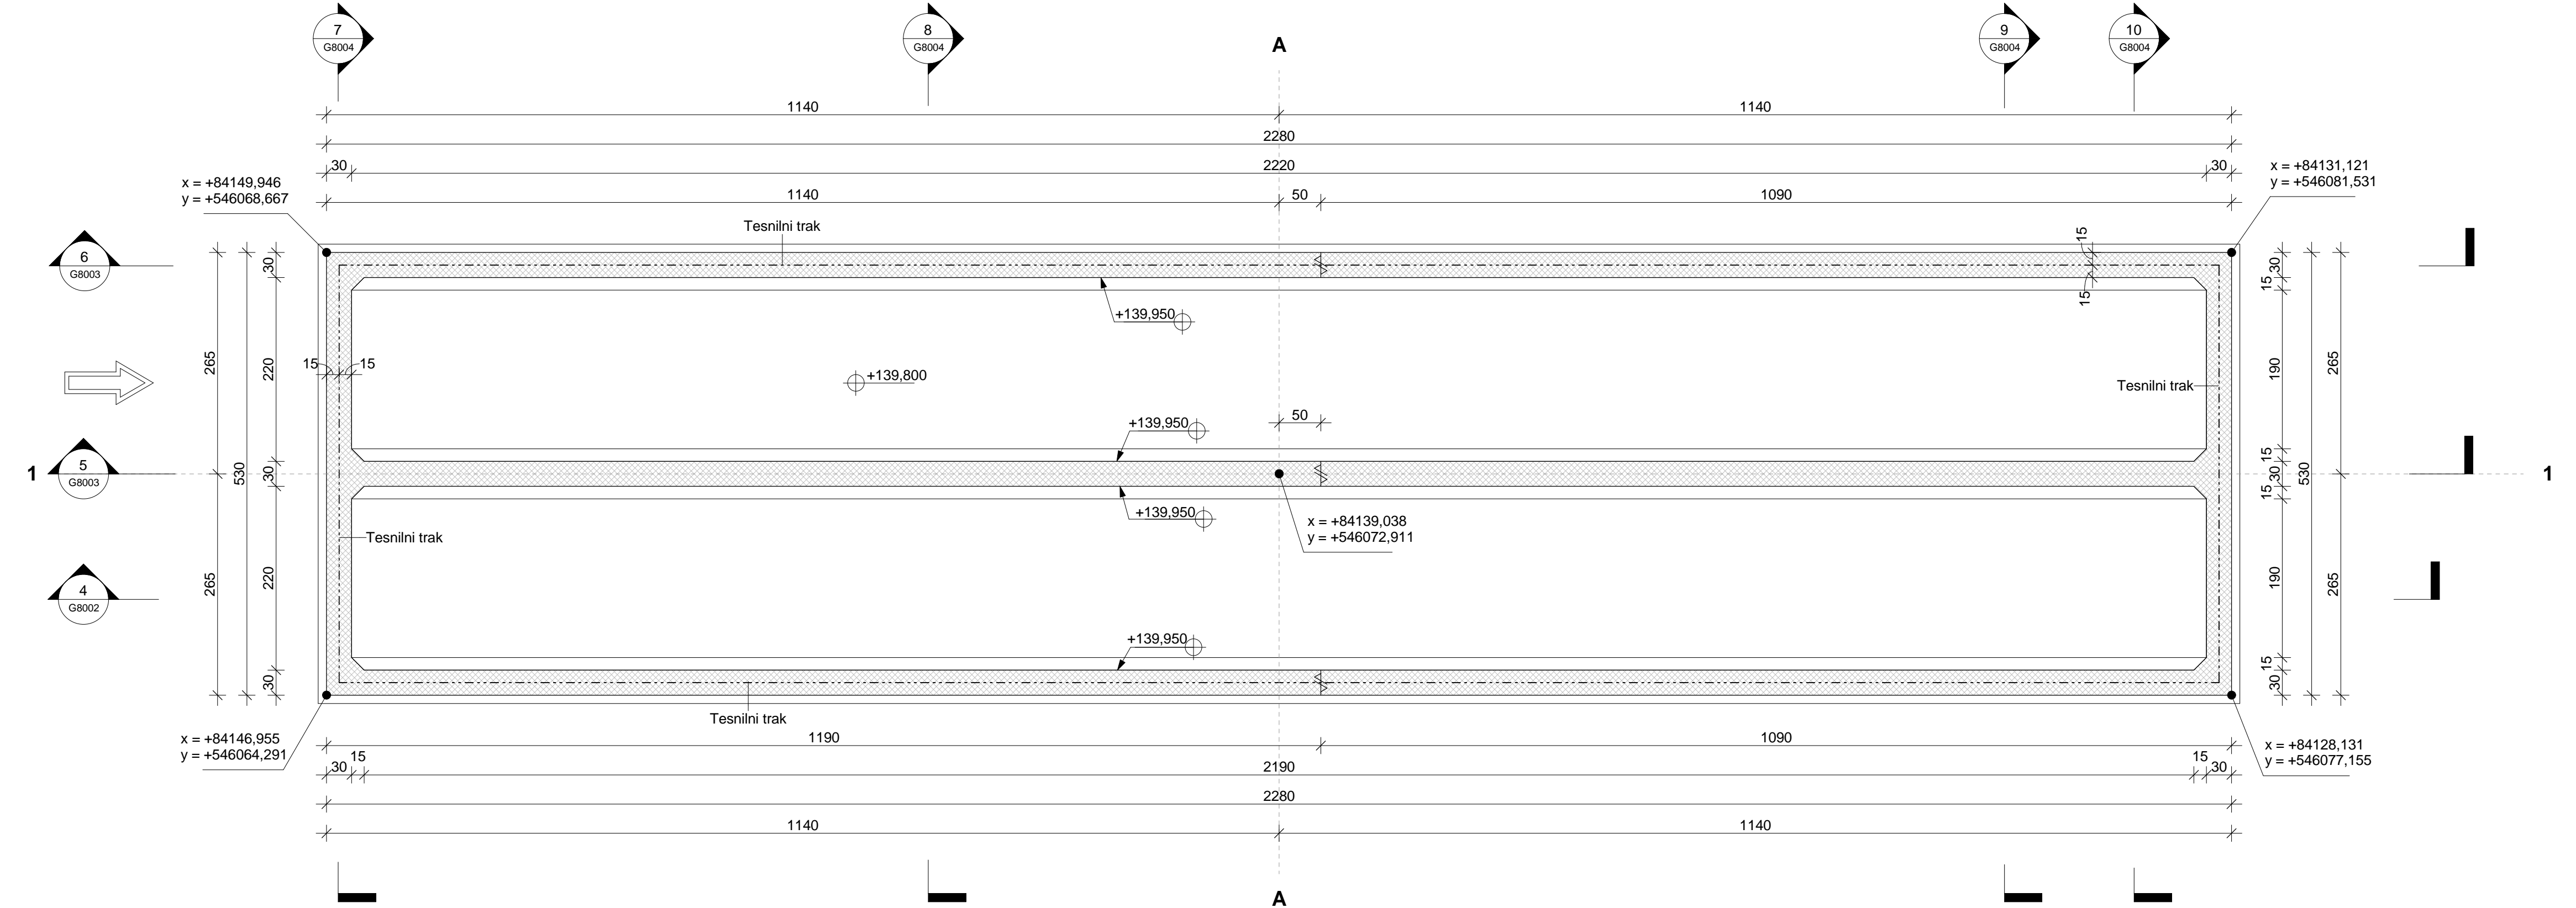 7
G8004
8
G8004
A
9
G8004
10
G8004
1140
1140
2280
30
2220
30
1140
50
1090
x = +84149,946
y = +546068,667
x = +84131,121
y = +546081,531
Tesnilni trak
6
G8003
30
15
15
30
15
+139,950
265
220
15
15
+139,800
190
265
Tesnilni trak
50
+139,950
1
5
G8003
530
30
15
30
15
530
1
+139,950
x = +84139,038
y = +546072,911
Tesnilni trak
4
G8002
265
220
190
265
+139,950
30
15
30
Tesnilni trak
x = +84146,955
y = +546064,291
1190
1090
x = +84128,131
y = +546077,155
30
15
2190
15
30
2280
1140
1140
A